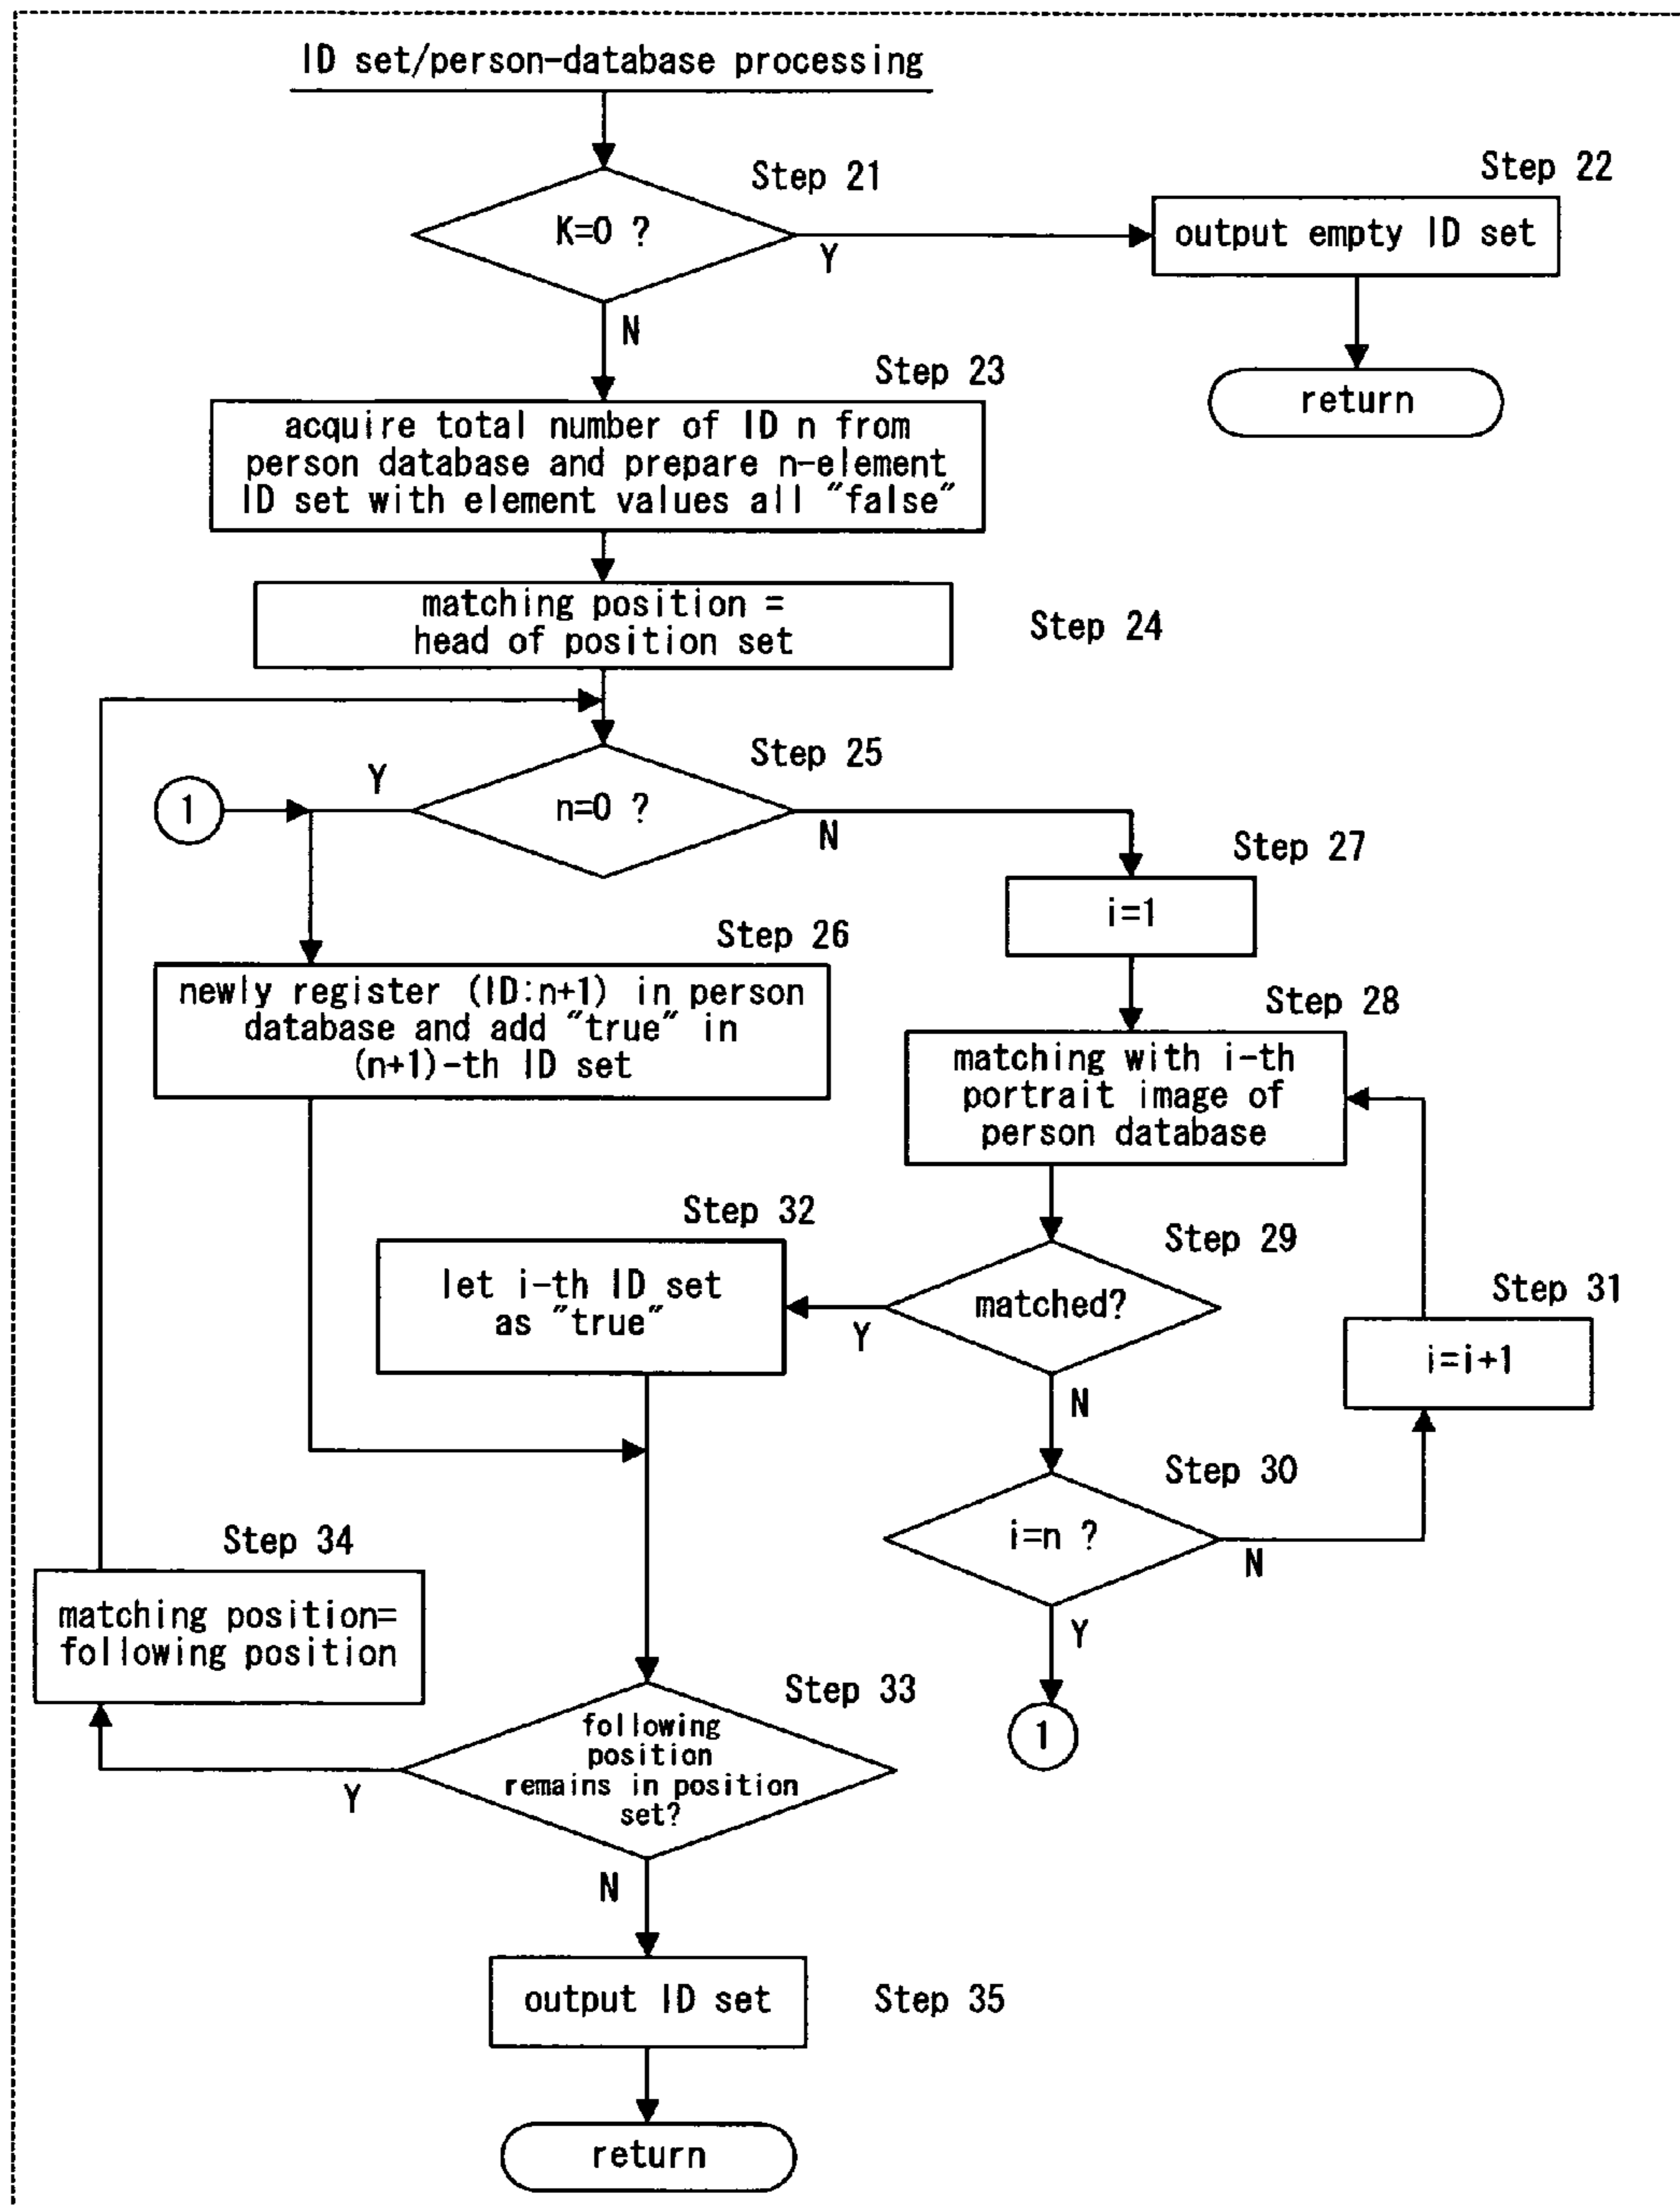 ID set/person-database processing
Step 21
K=0 ?
Y
N
Step 22
output empty ID set
return
Step 23
acquire total number of ID n from
person database and prepare n-element
ID set with element values all "false"
matching position =
head of position set
Step 24
Step 25
n=0 ?
Y
N
1
Step 26
newly register (ID:n+1) in person
database and add "true" in
(n+1)-th ID set
Step 27
i=1
Step 28
matching with i-th
portrait image of
person database
Step 29
matched?
Y
N
Step 32
let i-th ID set
as "true"
Step 31
i=i+1
Step 30
i=n ?
N
Y
1
Step 34
matching position=
following position
Step 33
following
position
remains in position
set?
Y
N
output ID set
Step 35
return